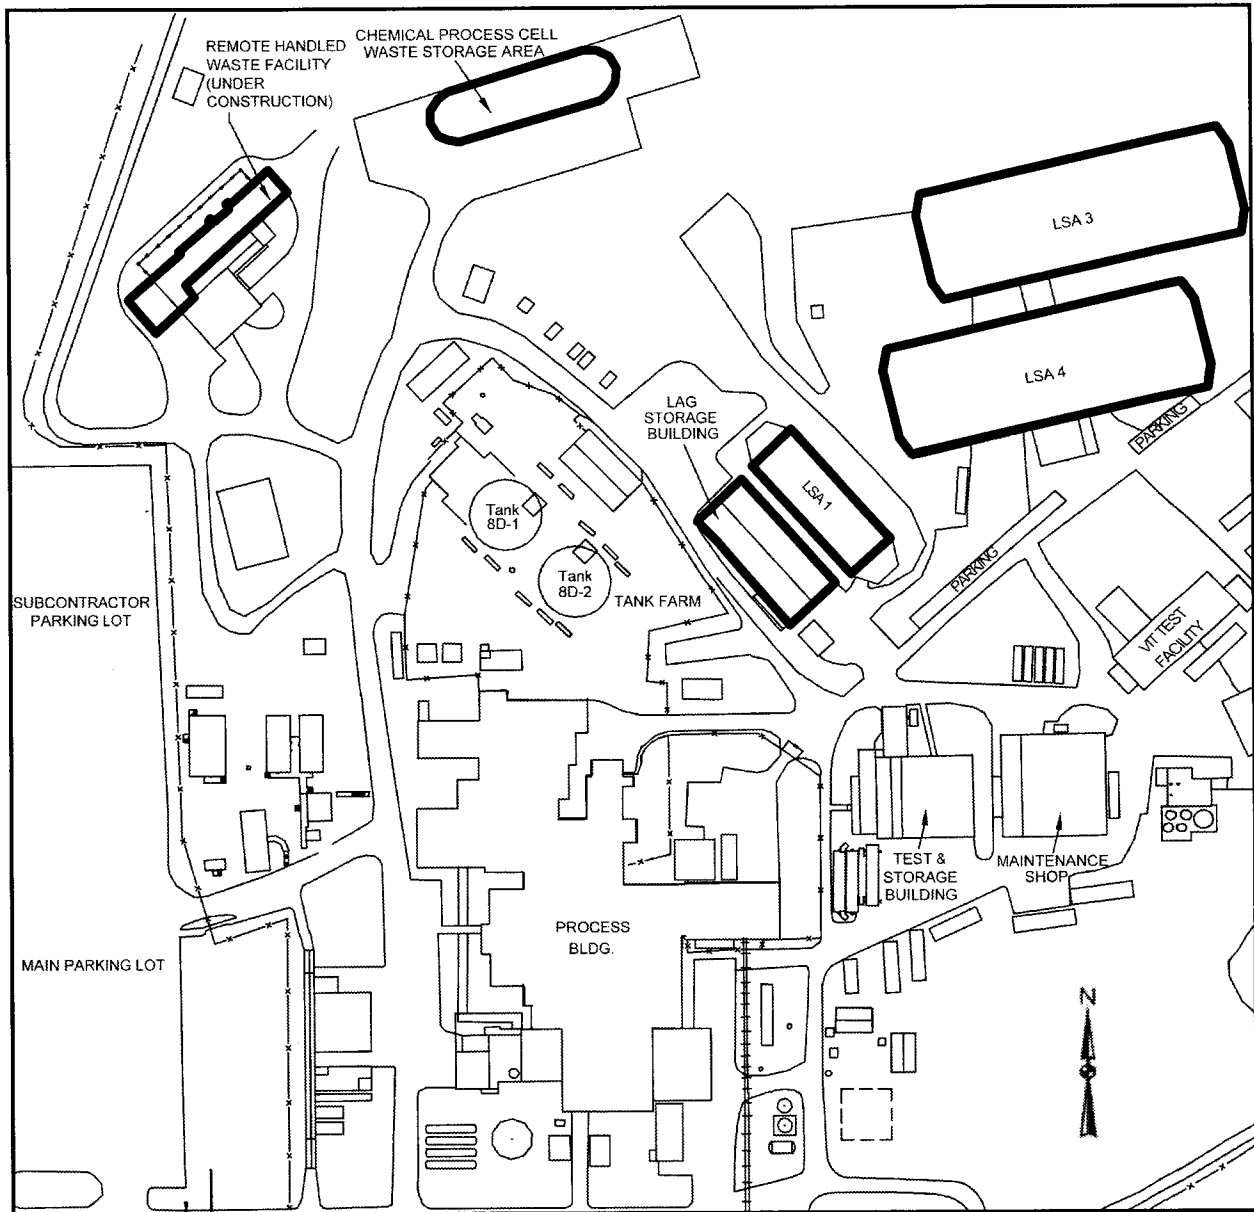 REMOTE HANDLED
WASTE FACILITY
(UNDER
CONSTRUCTION)
CHEMICAL PROCESS CELL
WASTE STORAGE AREA
LSA 3
LSA 4
PARKING
LAG
STORAGE
BUILDING
LSA 1
Tank
8D-1
Tank
8D-2
TANK FARM
PARKING
SUBCONTRACTOR
PARKING LOT
VIT TEST
FACILITY
TEST &
STORAGE
BUILDING
MAINTENANCE
SHOP
PROCESS
BLDG.
MAIN PARKING LOT
N